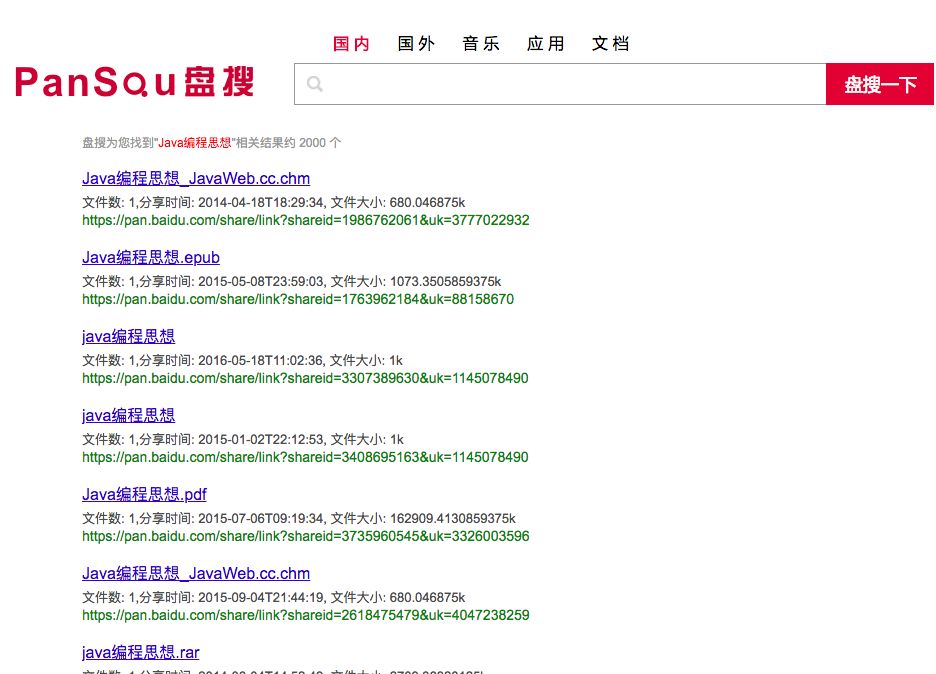 国内 国外 音乐 应用 文档
PanSou盘搜
盘搜一下
盘搜为您找到"Java编程思想"相关结果约 2000 个
Java编程思想_JavaWeb.cc.chm
文件数: 1,分享时间: 2014-04-18T18:29:34, 文件大小: 680.046875k
https://pan.baidu.com/share/link?shareid=1986762061&uk=3777022932
Java编程思想.epub
文件数: 1,分享时间: 2015-05-08T23:59:03, 文件大小: 1073.3505859375k
https://pan.baidu.com/share/link?shareid=1763962184&uk=88158670
java编程思想
文件数: 1,分享时间: 2016-05-18T11:02:36, 文件大小: 1k
https://pan.baidu.com/share/link?shareid=3307389630&uk=1145078490
java编程思想
文件数: 1,分享时间: 2015-01-02T22:12:53, 文件大小: 1k
https://pan.baidu.com/share/link?shareid=3408695163&uk=1145078490
Java编程思想.pdf
文件数: 1,分享时间: 2015-07-06T09:19:34, 文件大小: 162909.4130859375k
https://pan.baidu.com/share/link?shareid=3735960545&uk=3326003596
Java编程思想_JavaWeb.cc.chm
文件数: 1,分享时间: 2015-09-04T21:44:19, 文件大小: 680.046875k
https://pan.baidu.com/share/link?shareid=2618475479&uk=4047238259
java编程思想.rar